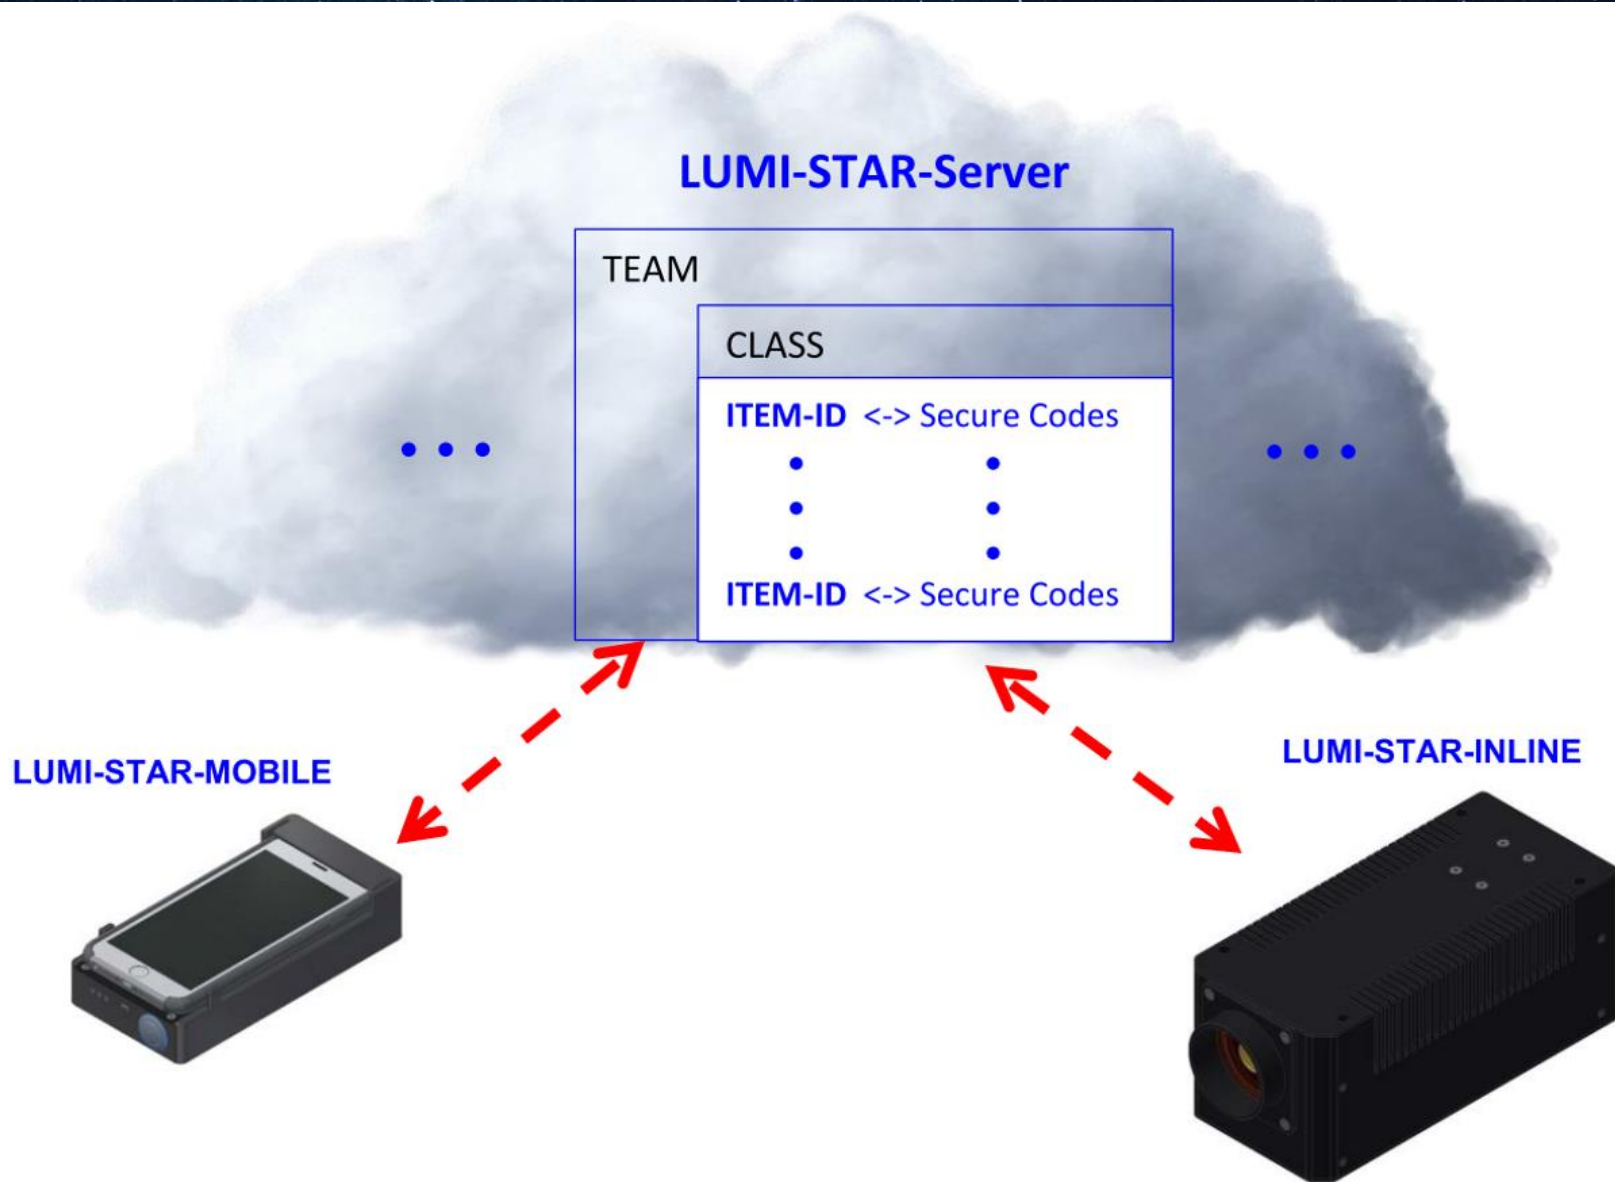 LUMI-STAR-Server
TEAM
CLASS
ITEM-ID <-> Secure Codes
ITEM-ID <-> Secure Codes
LUMI-STAR-MOBILE
LUMI-STAR-INLINE